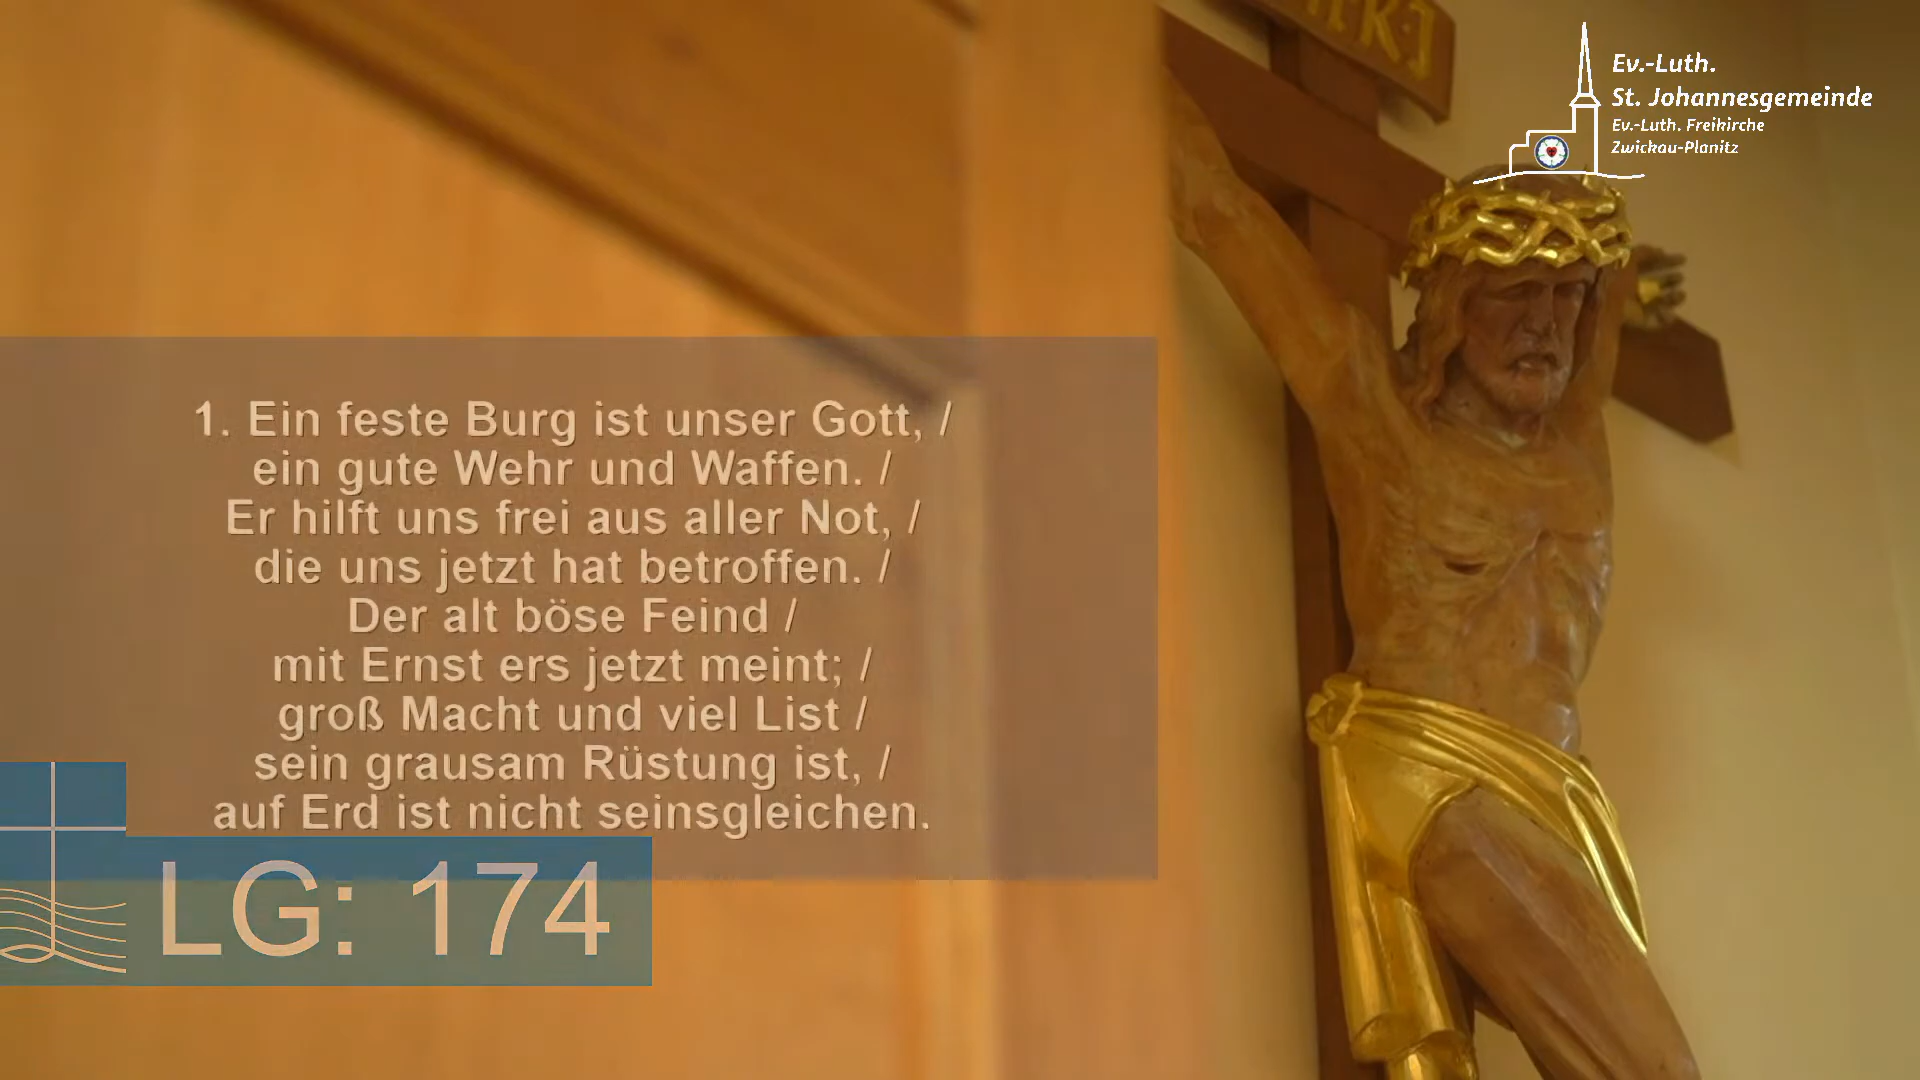 Ev.-Luth.
St. Johannesgemeinde
Ev.-Luth. Freikirche
Zwickau-Planitz
1. Ein feste Burg ist unser Gott, /
ein gute Wehr und Waffen. /
Er hilft uns frei aus aller Not, /
die uns jetzt hat betroffen. /
Der alt böse Feind /
mit Ernst ers jetzt meint; /
groß Macht und viel List /
sein grausam Rüstung ist, /
auf Erd ist nicht seinsgleichen.
LG: 174